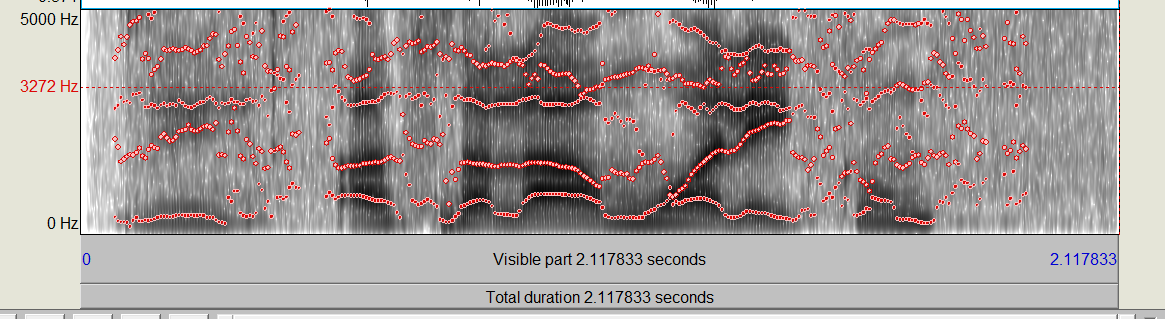 5000 Hz
3272 Hz
0 Hz
0 Visible part 2.117833 seconds 2.117833
Total duration 2.117833 seconds